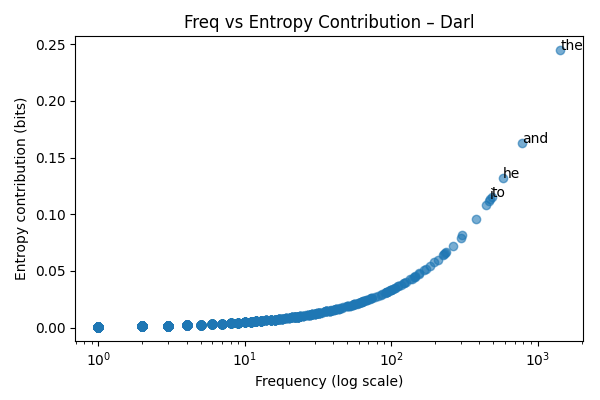 Freq vs Entropy Contribution – Darl
0.25
0.20
0.15
0.10
0.05
0.00
Entropy contribution (bits)
the
and
he
to
10⁰
10¹
10²
10³
Frequency (log scale)